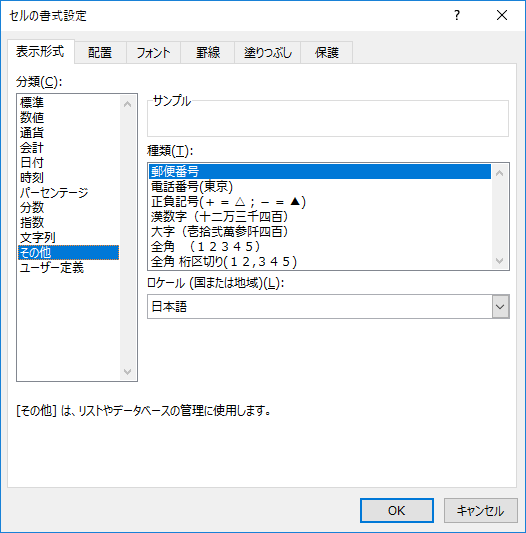 セルの書式設定
?
表示形式
配置
フォント
罫線
塗りつぶし
保護
分類(C):
標準
数値
通貨
会計
日付
時刻
パーセンテージ
分数
指数
文字列
その他
ユーザー定義
サンプル
種類(T):
郵便番号
電話番号(東京)
正負記号(+ = △ ; - = ▲)
漢数字（十二万三千四百）
大字（壱拾弐萬参阡四百）
全角 （１２３４５）
全角 桁区切り(１２,３４５)
ロケール (国または地域)(L):
日本語
[その他] は、リストやデータベースの管理に使用します。
OK
キャンセル